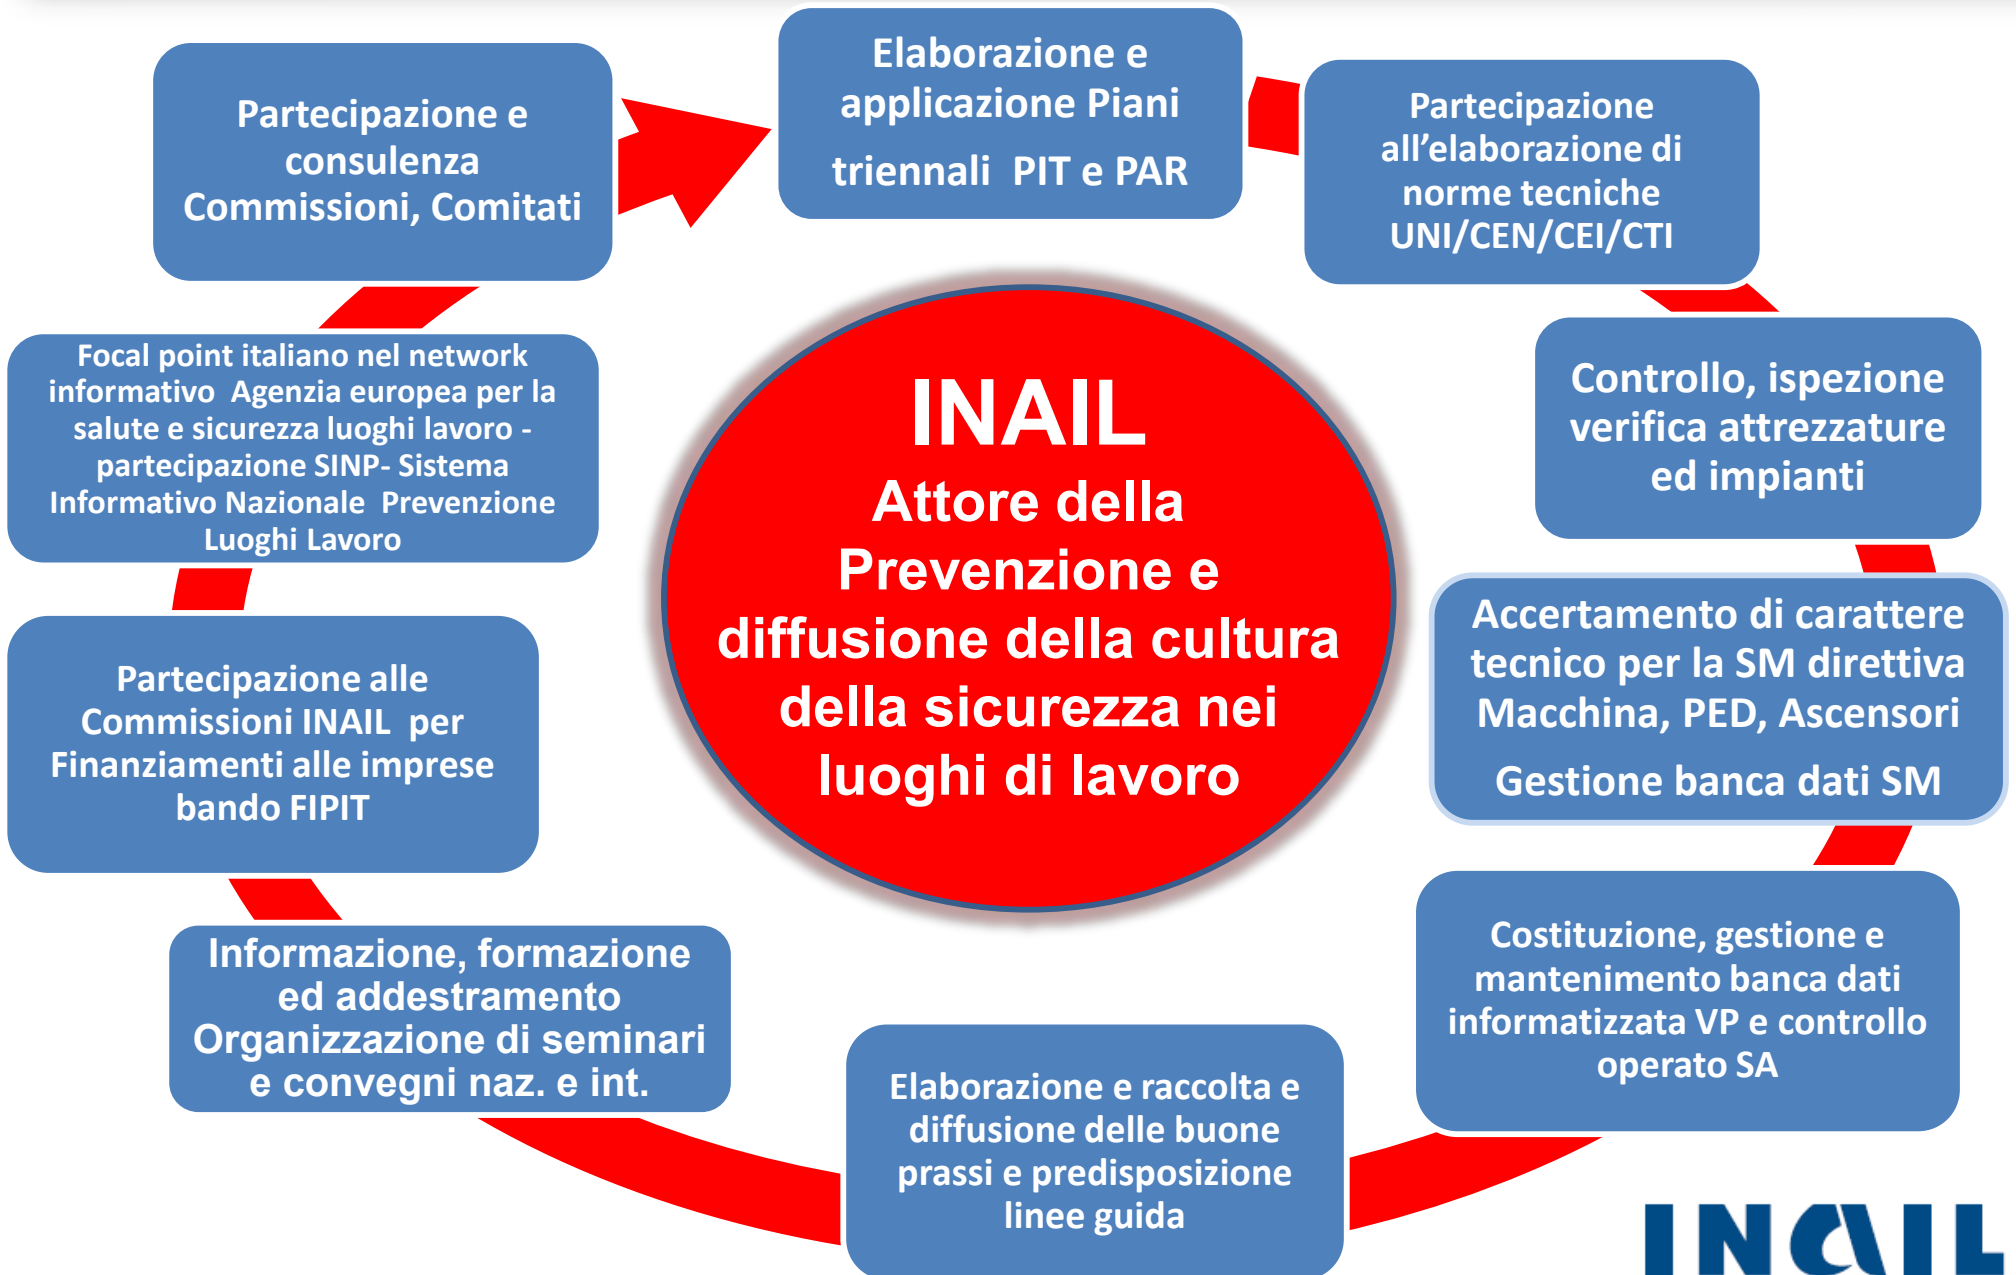 Elaborazione e
applicazione Piani
triennali PIT e PAR
Partecipazione
all'elaborazione di
norme tecniche
UNI/CEN/CEI/CTI
Controllo, ispezione
verifica attrezzature
ed impianti
Accertamento di carattere
tecnico per la SM direttiva
Macchina, PED, Ascensori
Gestione banca dati SM
Costituzione, gestione e
mantenimento banca dati
informatizzata VP e controllo
operato SA
Elaborazione e raccolta e
diffusione delle buone
prassi e predisposizione
linee guida
Informazione, formazione
ed addestramento
Organizzazione di seminari
e convegni naz. e int.
Partecipazione alle
Commissioni INAIL per
Finanziamenti alle imprese
bando FIPIT
Focal point italiano nel network
informativo Agenzia europea per la
salute e sicurezza luoghi lavoro -
partecipazione SINP- Sistema
Informativo Nazionale Prevenzione
Luoghi Lavoro
Partecipazione e
consulenza
Commissioni, Comitati
INAIL
Attore della
Prevenzione e
diffusione della cultura
della sicurezza nei
luoghi di lavoro
INAIL